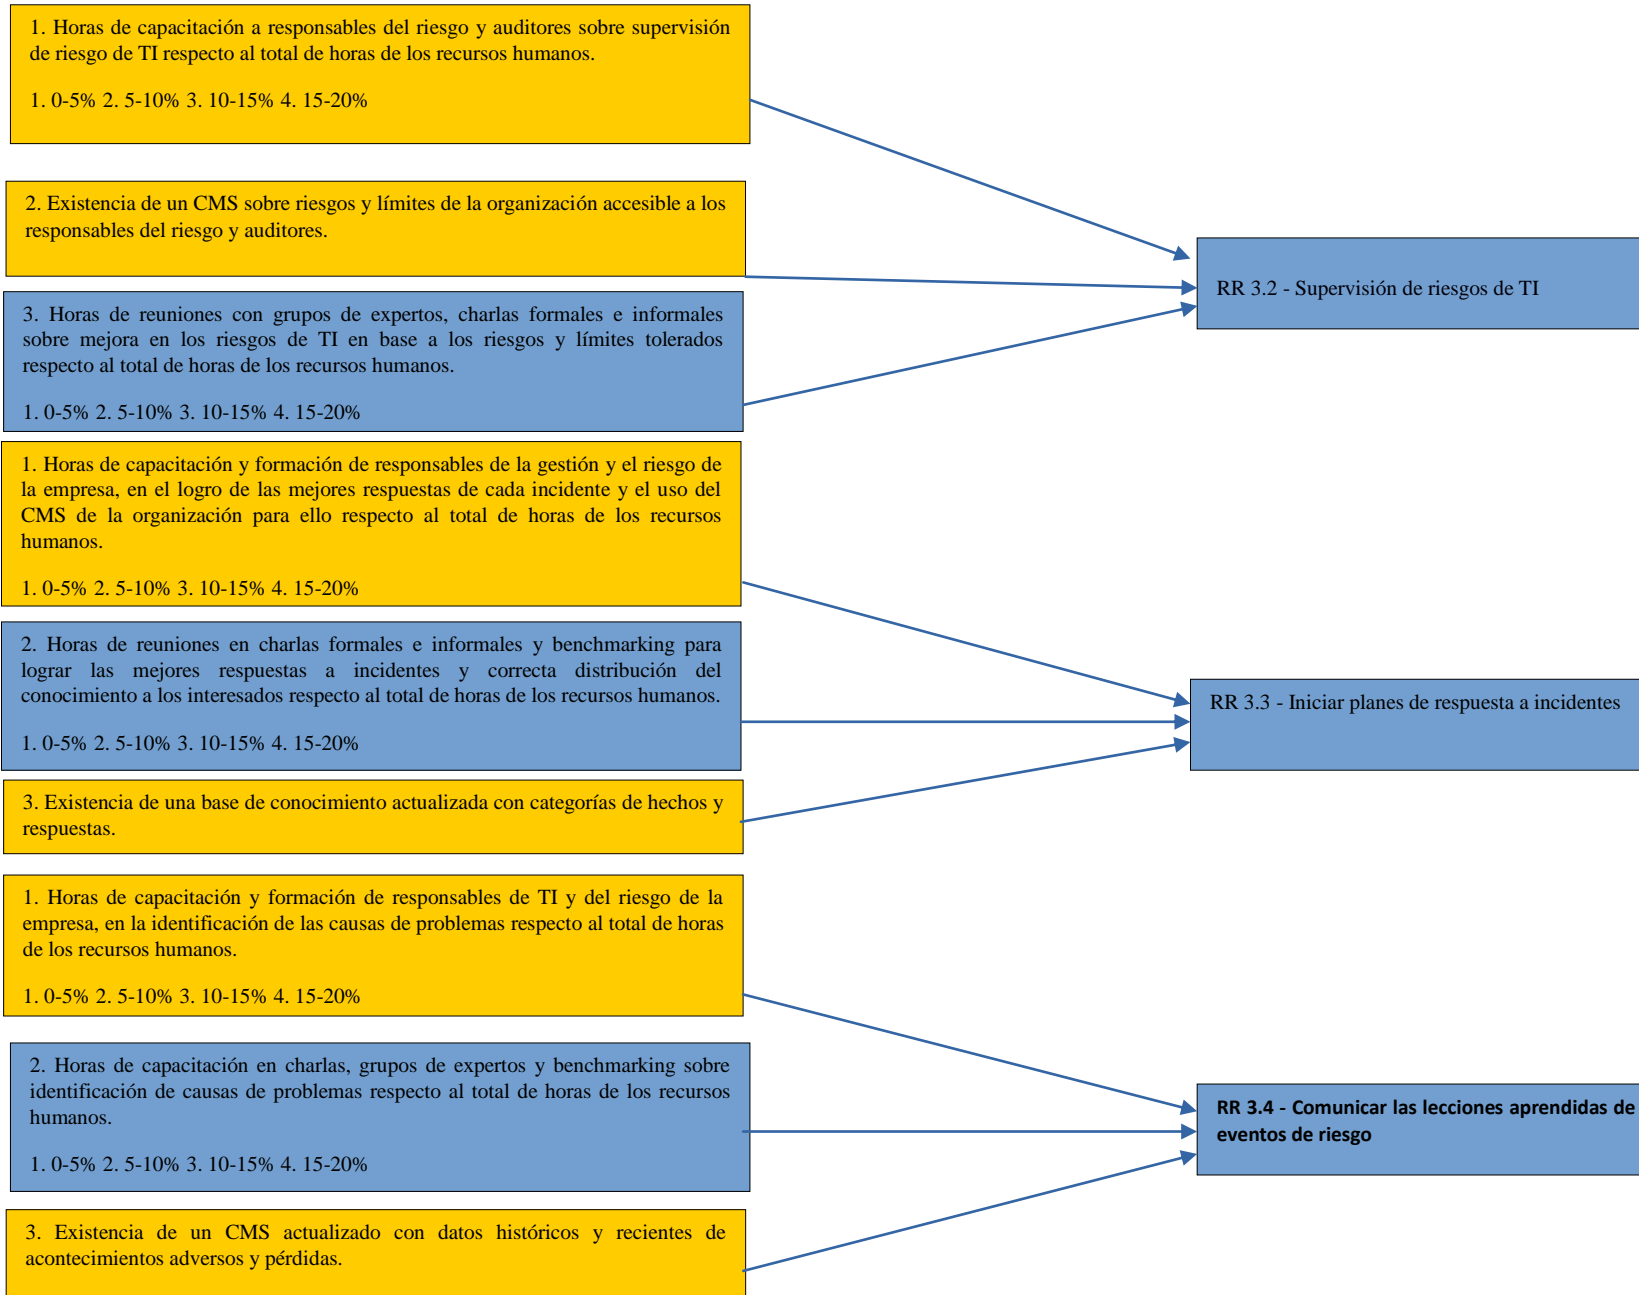 1. Horas de capacitación a responsables del riesgo y auditores sobre supervisión
de riesgo de TI respecto al total de horas de los recursos humanos.
1. 0-5% 2. 5-10% 3. 10-15% 4. 15-20%
2. Existencia de un CMS sobre riesgos y límites de la organización accesible a los
responsables del riesgo y auditores.
3. Horas de reuniones con grupos de expertos, charlas formales e informales
sobre mejora en los riesgos de TI en base a los riesgos y límites tolerados
respecto al total de horas de los recursos humanos.
1. 0-5% 2. 5-10% 3. 10-15% 4. 15-20%
RR 3.2 - Supervisión de riesgos de TI
1. Horas de capacitación y formación de responsables de la gestión y el riesgo de
la empresa, en el logro de las mejores respuestas de cada incidente y el uso del
CMS de la organización para ello respecto al total de horas de los recursos
humanos.
1. 0-5% 2. 5-10% 3. 10-15% 4. 15-20%
2. Horas de reuniones en charlas formales e informales y benchmarking para
lograr las mejores respuestas a incidentes y correcta distribución del
conocimiento a los interesados respecto al total de horas de los recursos humanos.
1. 0-5% 2. 5-10% 3. 10-15% 4. 15-20%
3. Existencia de una base de conocimiento actualizada con categorías de hechos y
respuestas.
RR 3.3 - Iniciar planes de respuesta a incidentes
1. Horas de capacitación y formación de responsables de TI y del riesgo de la
empresa, en la identificación de las causas de problemas respecto al total de horas
de los recursos humanos.
1. 0-5% 2. 5-10% 3. 10-15% 4. 15-20%
2. Horas de capacitación en charlas, grupos de expertos y benchmarking sobre
identificación de causas de problemas respecto al total de horas de los recursos
humanos.
1. 0-5% 2. 5-10% 3. 10-15% 4. 15-20%
3. Existencia de un CMS actualizado con datos históricos y recientes de
acontecimientos adversos y pérdidas.
RR 3.4 - Comunicar las lecciones aprendidas de
eventos de riesgo